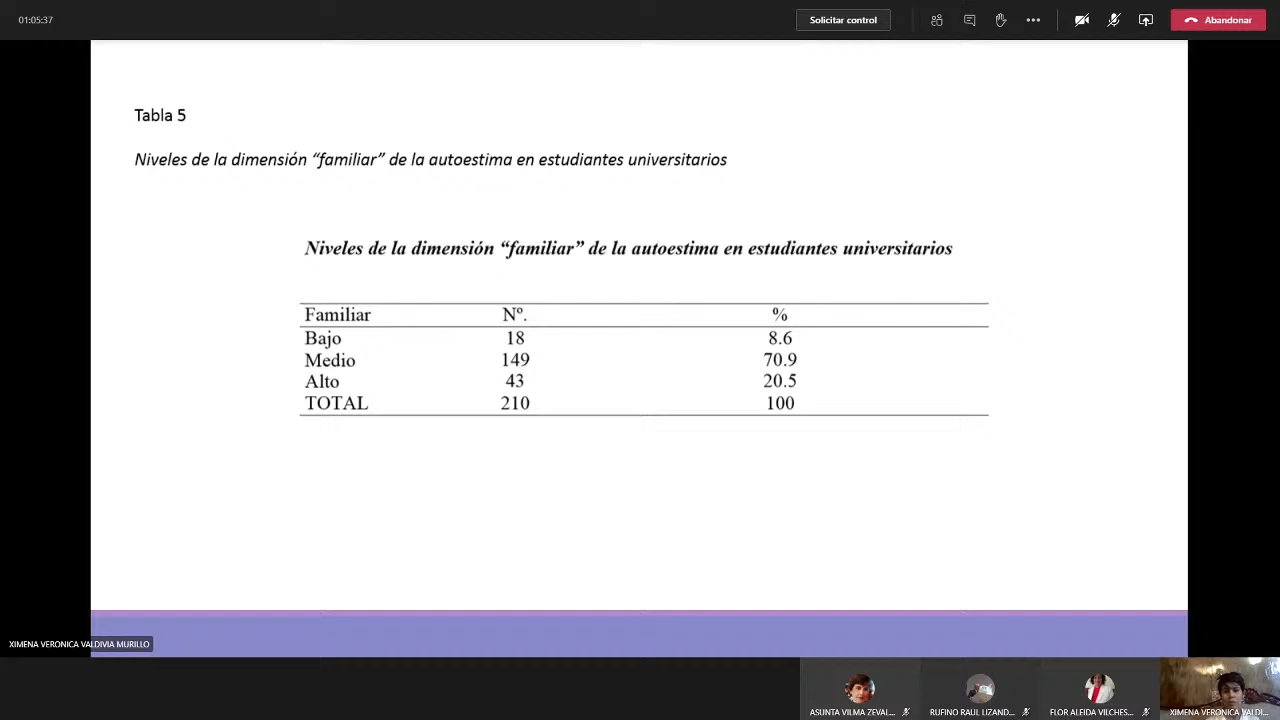 01:05:37
Solicitar control
Abandonar
Tabla 5
Niveles de la dimensión “familiar” de la autoestima en estudiantes universitarios
Niveles de la dimensión “familiar” de la autoestima en estudiantes universitarios
Familiar Nº. %
Bajo 18 8.6
Medio 149 70.9
Alto 43 20.5
TOTAL 210 100
XIMENA VERONICA VALDIVIA MURILLO
ASUNTA VILMA ZEVAL...
RUFINO RAUL LIZAND...
FLOR ALEIDA VILCHES...
XIMENA VERONICA VALDI...